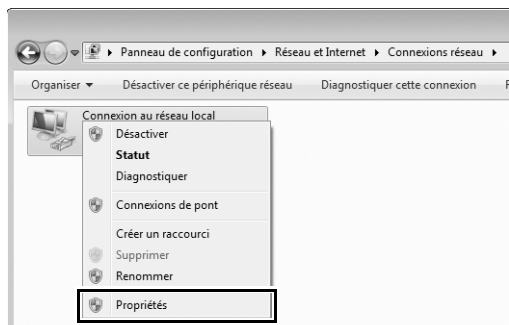 Panneau de configuration Réseau et Internet Connexions réseau
Organiser Désactiver ce périphérique réseau Diagnostiquer cette connexion
Connexion au réseau local
Désactiver
Statut
Diagnostiquer
Connexions de pont
Créer un raccourci
Supprimer
Renommer
Propriétés